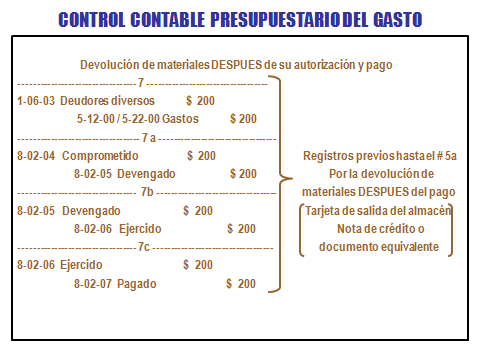 CONTROL CONTABLE PRESUPUESTARIO DEL GASTO
Devolución de materiales DESPUES de su autorización y pago
------------------------------ 7 ------------------------------
1-06-03 Deudores diversos $ 200
5-12-00 / 5-22-00 Gastos $ 200
------------------------------ 7 a ------------------------------
8-02-04 Comprometido $ 200
8-02-05 Devengado $ 200
------------------------------ 7b ------------------------------
8-02-05 Devengado $ 200
8-02-06 Ejercido $ 200
------------------------------ 7c ------------------------------
8-02-06 Ejercido $ 200
8-02-07 Pagado $ 200
Registros previos hasta el # 5a
Por la devolución de
materiales DESPUES del pago
Tarjeta de salida del almacén
Nota de crédito o
documento equivalente